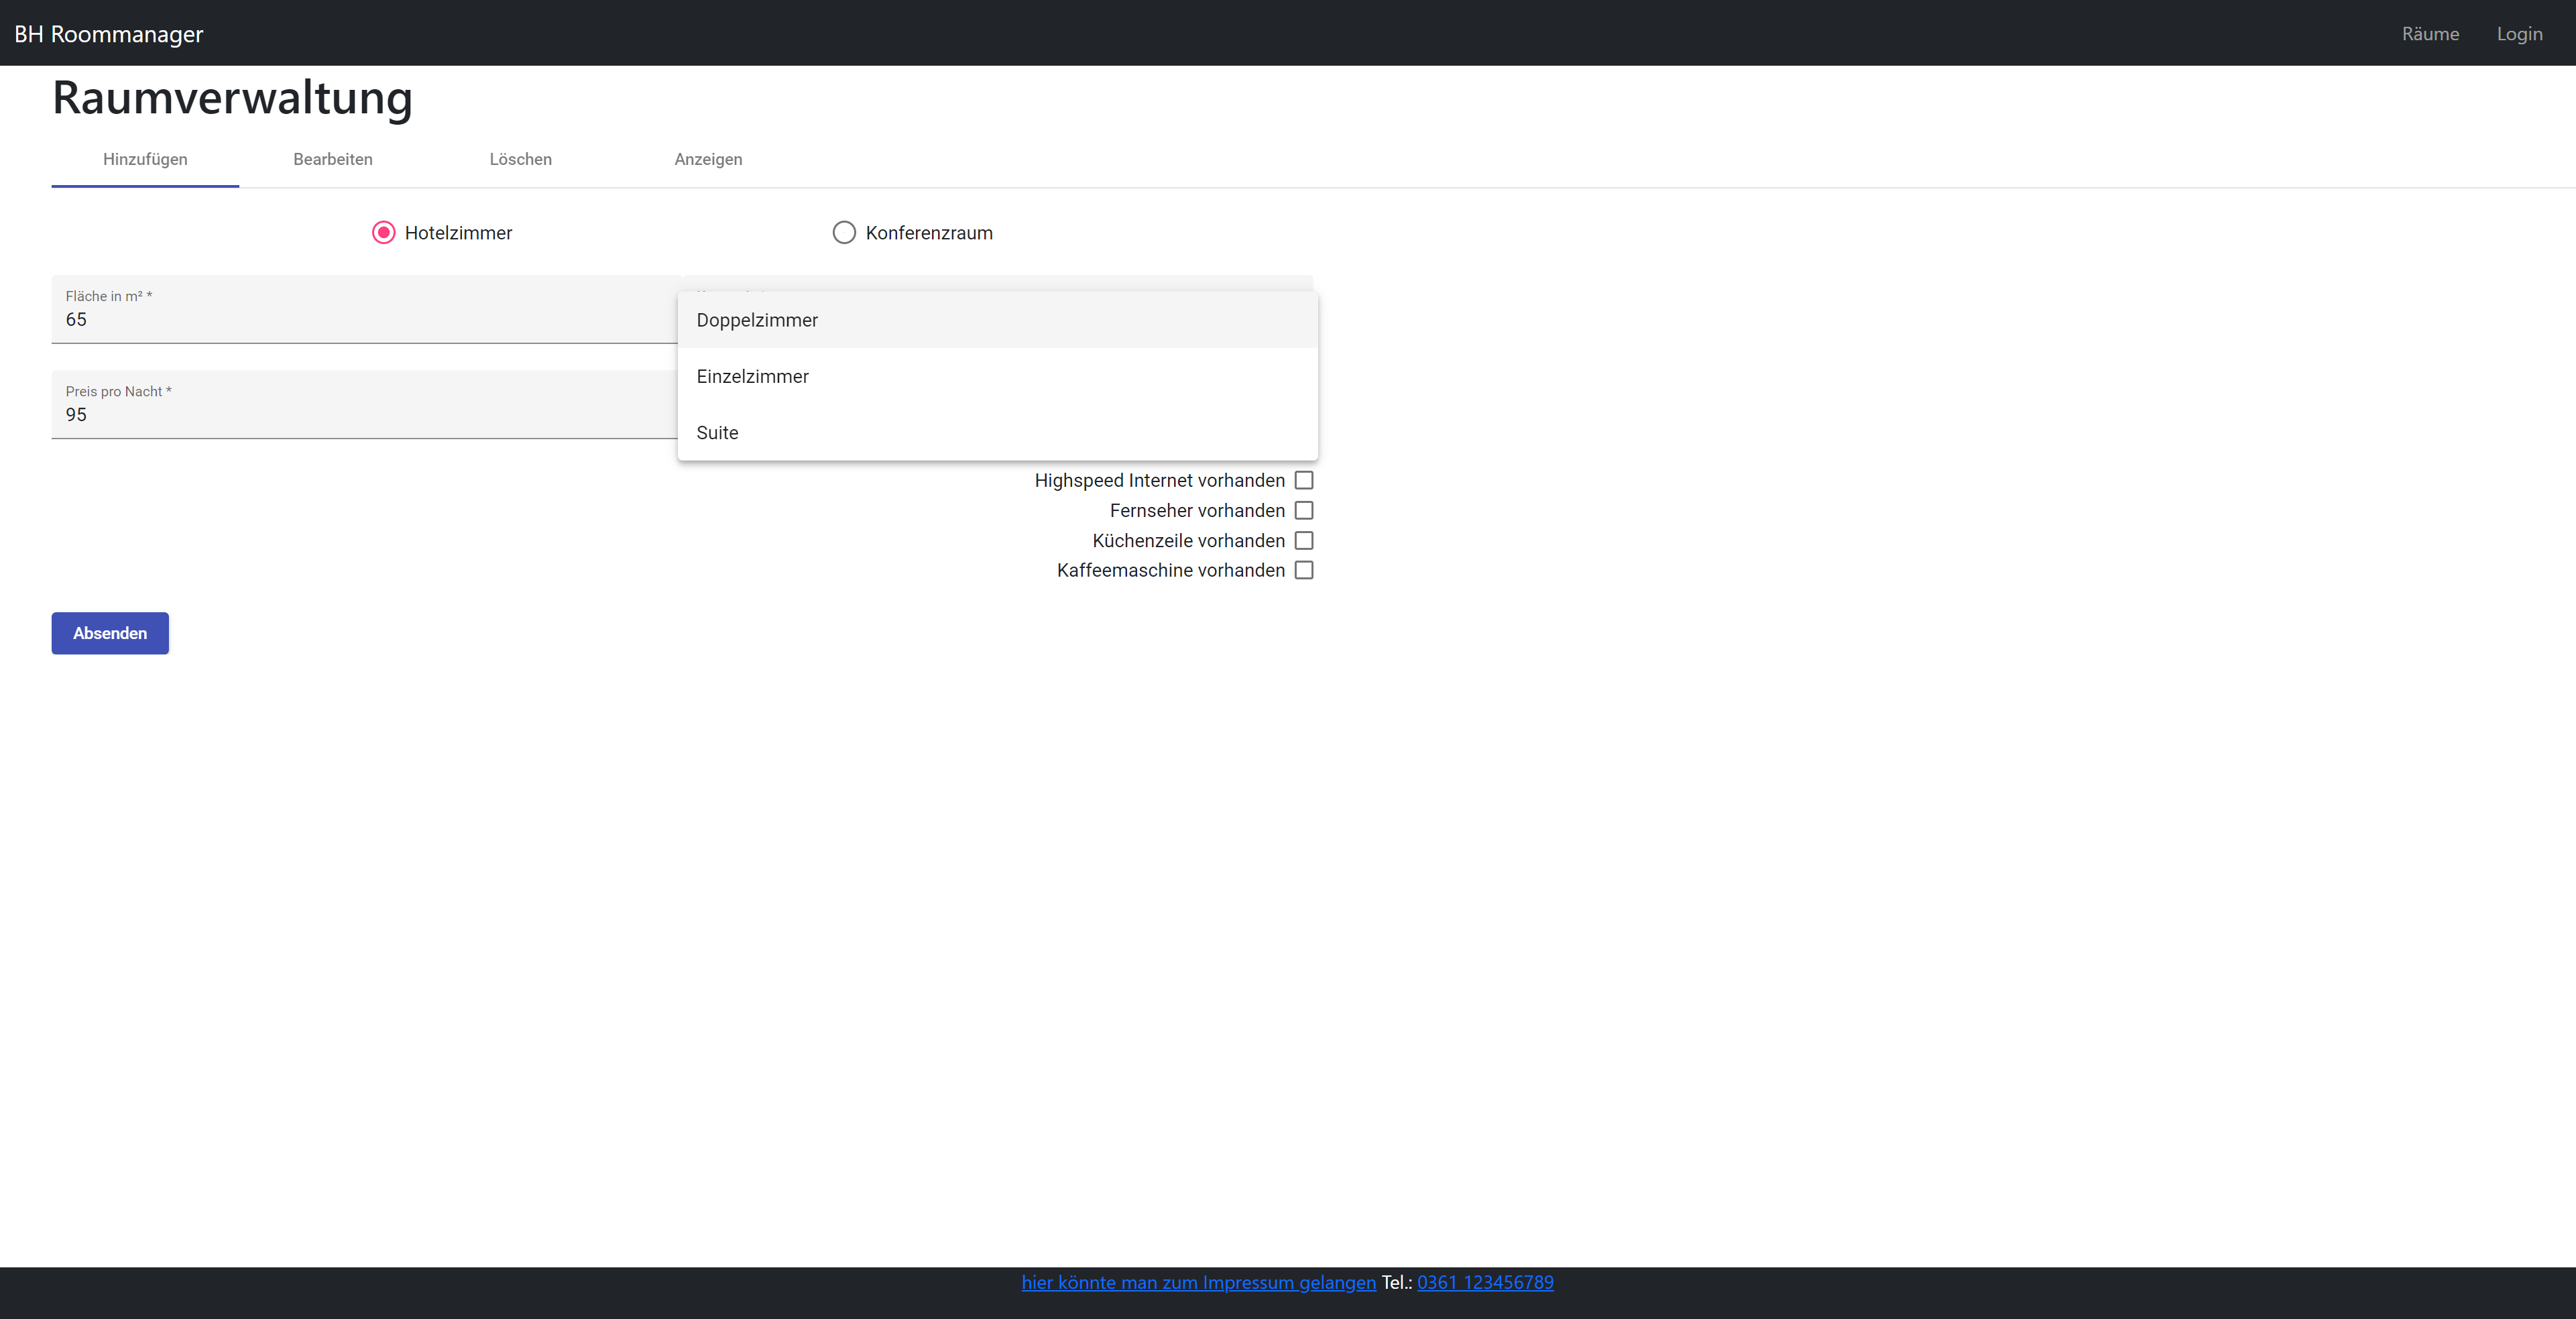 BH Roommanager
Räume
Login
Raumverwaltung
Hinzufügen
Bearbeiten
Löschen
Anzeigen
Hotelzimmer
Konferenzraum
Fläche in m² *
65
Doppelzimmer
Einzelzimmer
Suite
Preis pro Nacht *
95
Highspeed Internet vorhanden
Fernseher vorhanden
Küchenzeile vorhanden
Kaffeemaschine vorhanden
Absenden
hier könnte man zum Impressum gelangen Tel.: 0361 123456789